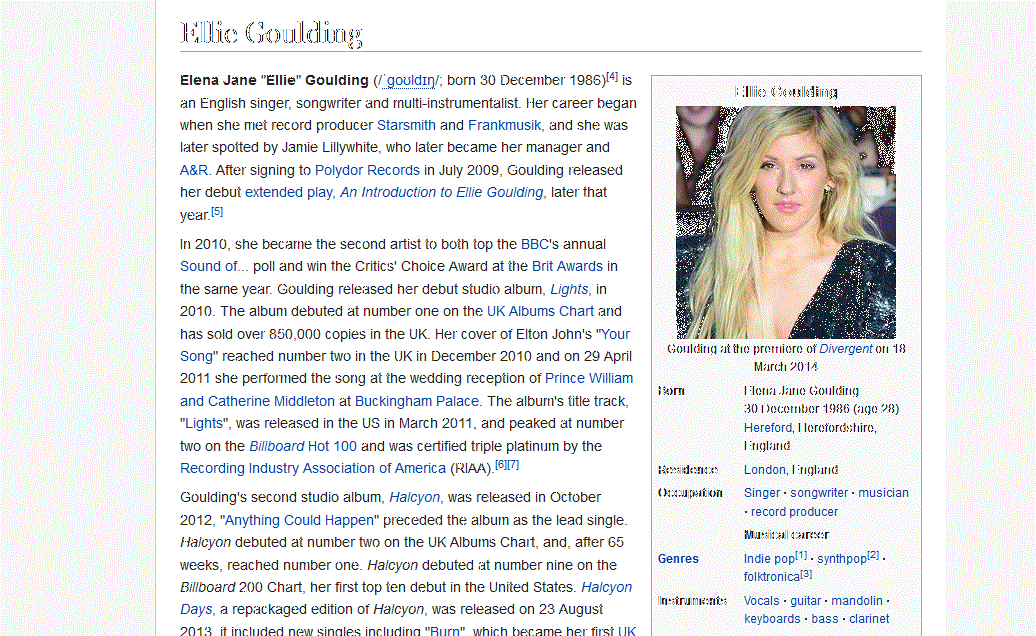 Ellie Goulding
Elena Jane "Ellie" Goulding (/ˈɡoʊldɪŋ/; born 30 December 1986)[4] is
an English singer, songwriter and multi-instrumentalist. Her career began
when she met record producer Starsmith and Frankmusik, and she was
later spotted by Jamie Lillywhite, who later became her manager and
A&R. After signing to Polydor Records in July 2009, Goulding released
her debut extended play, An Introduction to Ellie Goulding, later that
year.[5]
In 2010, she became the second artist to both top the BBC's annual
Sound of... poll and win the Critics' Choice Award at the Brit Awards in
the same year. Goulding released her debut studio album, Lights, in
2010. The album debuted at number one on the UK Albums Chart and
has sold over 850,000 copies in the UK. Her cover of Elton John's "Your
Song" reached number two in the UK in December 2010 and on 29 April
2011 she performed the song at the wedding reception of Prince William
and Catherine Middleton at Buckingham Palace. The album's title track,
"Lights", was released in the US in March 2011, and peaked at number
two on the Billboard Hot 100 and was certified triple platinum by the
Recording Industry Association of America (RIAA).[6][7]
Goulding's second studio album, Halcyon, was released in October
2012, "Anything Could Happen" preceded the album as the lead single.
Halcyon debuted at number two on the UK Albums Chart, and, after 65
weeks, reached number one. Halcyon debuted at number nine on the
Billboard 200 Chart, her first top ten debut in the United States. Halcyon
Days, a repackaged edition of Halcyon, was released on 23 August
2013, it included new singles including "Burn", which became her first UK
Ellie Goulding
Goulding at the premiere of Divergent on 18
March 2014
Born Elena Jane Goulding
30 December 1986 (age 28)
Hereford, Herefordshire,
England
Residence London, England
Occupation Singer · songwriter · musician
· record producer
Musical career
Genres Indie pop[1] · synthpop[2] ·
folktronica[3]
Instruments Vocals · guitar · mandolin ·
keyboards · bass · clarinet